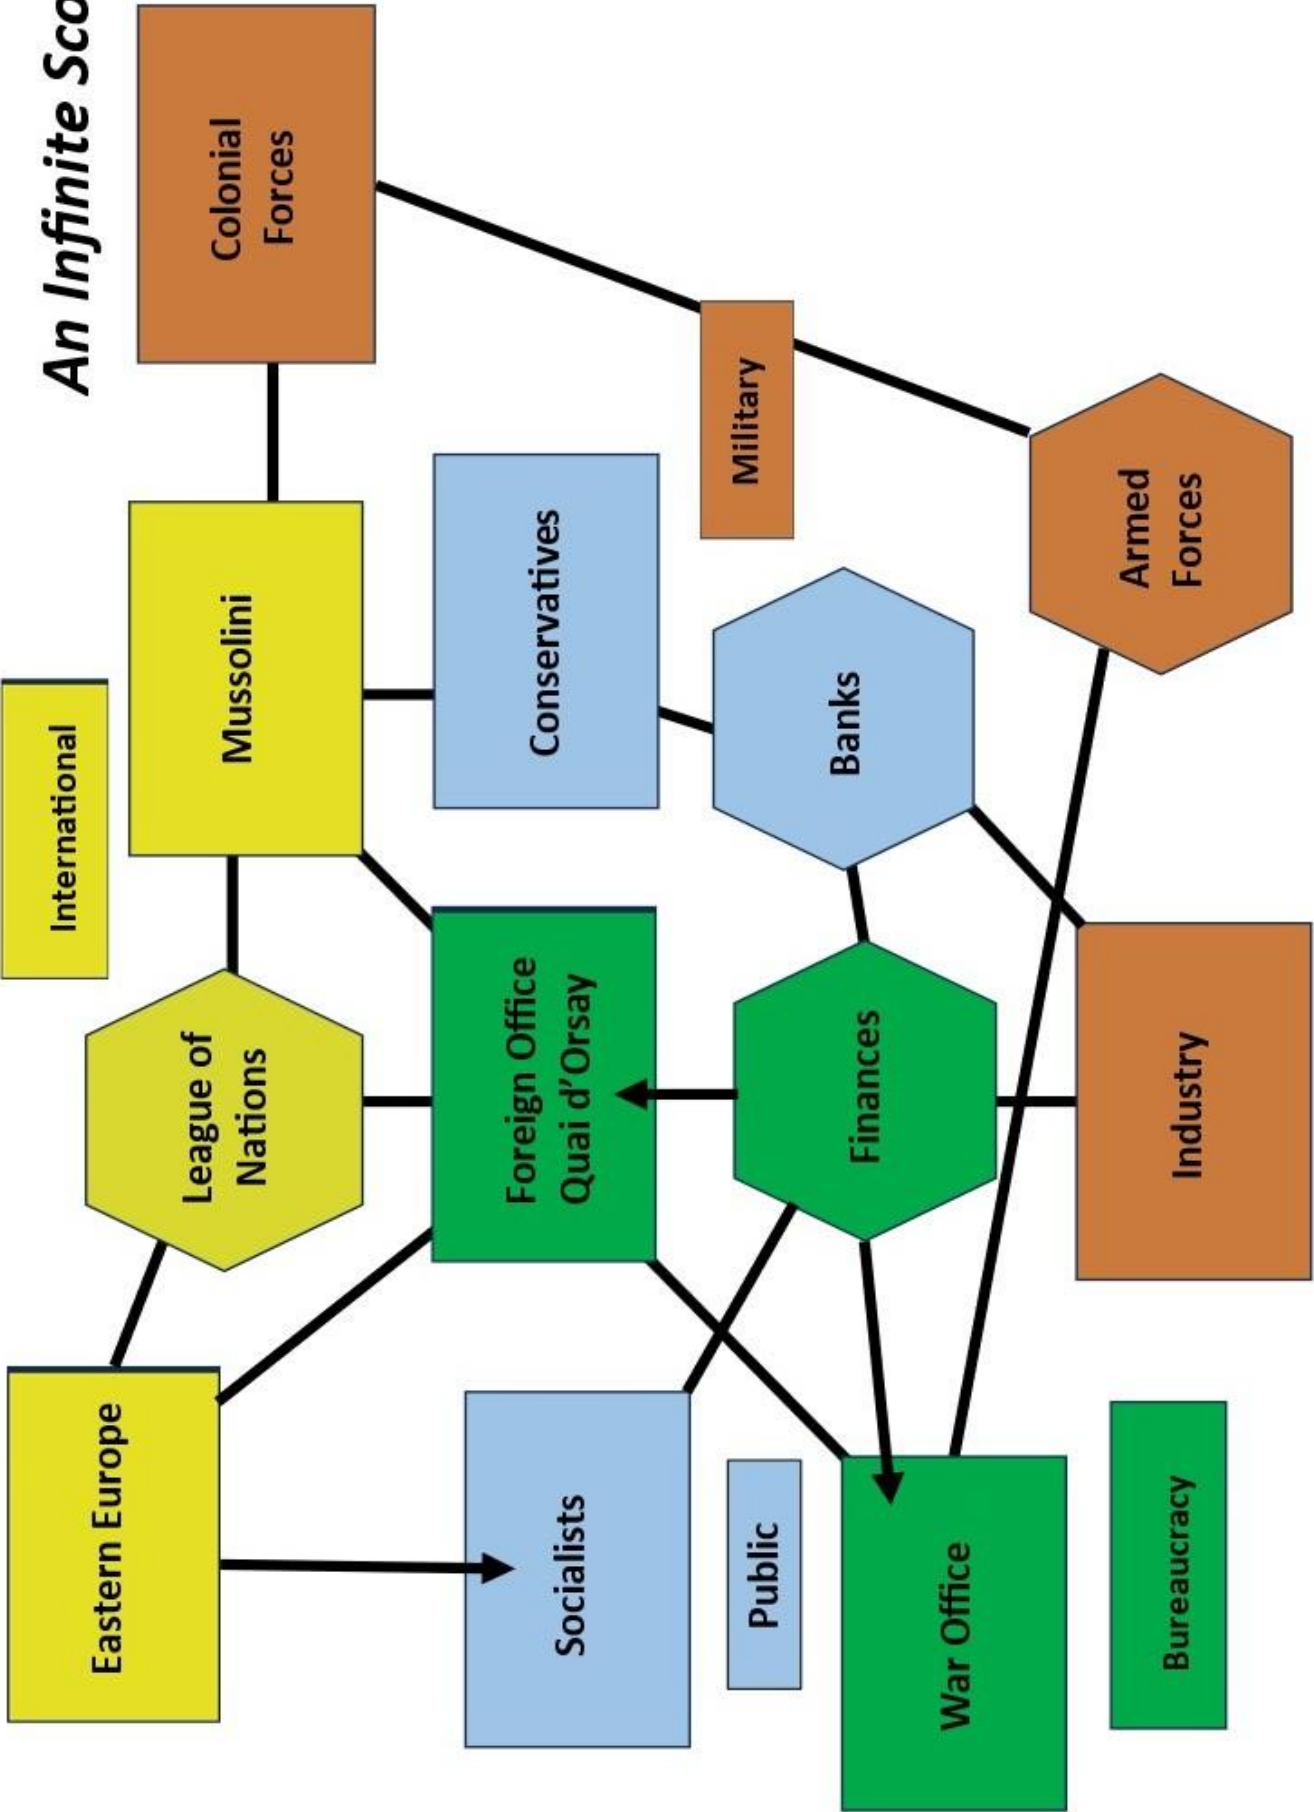 An Infinite Sco
International
Eastern Europe
League of
Nations
Mussolini
Colonial
Forces
Socialists
Foreign Office
Quai d'Orsay
Conservatives
Public
Military
War Office
Finances
Banks
Bureaucracy
Industry
Armed
Forces